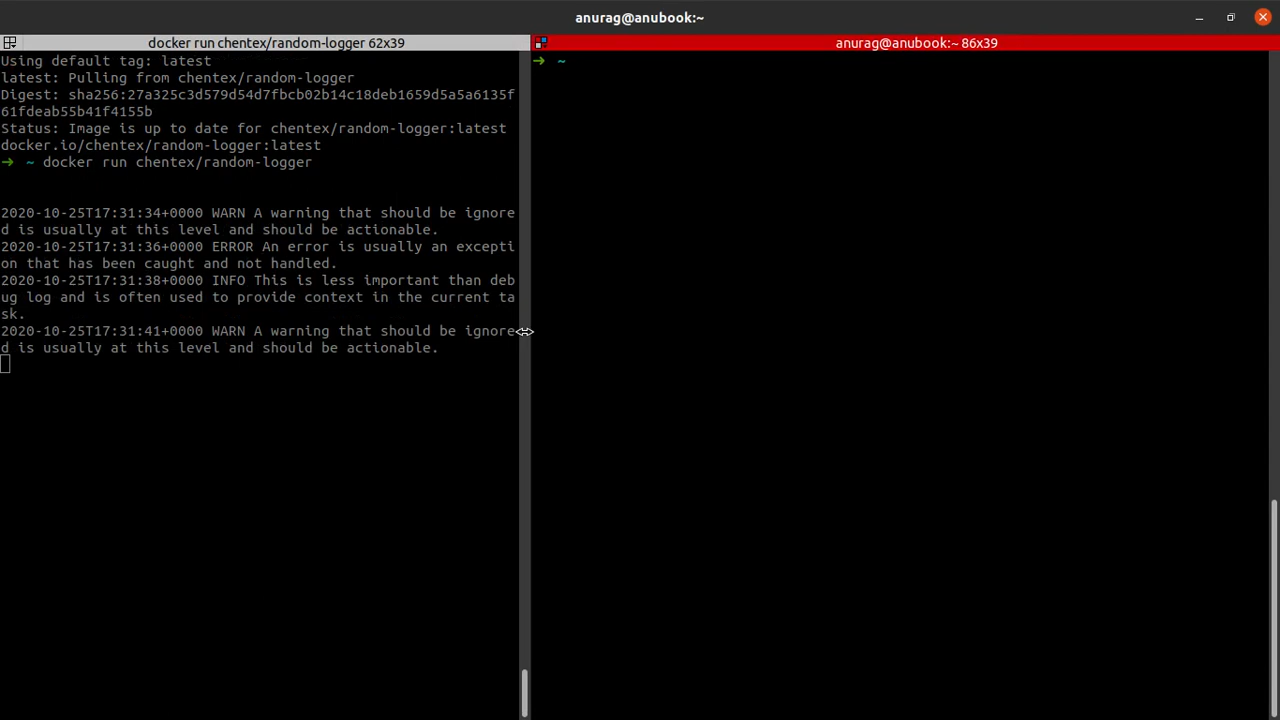 anurag@anubook:~
docker run chentex/random-logger 62x39
Using default tag: latest
latest: Pulling from chentex/random-logger
Digest: sha256:27a325c3d579d54d7fbcb02b14c18deb1659d5a5a6135f
61fdeab55b41f4155b
Status: Image is up to date for chentex/random-logger:latest
docker.io/chentex/random-logger:latest
➜ ~ docker run chentex/random-logger
2020-10-25T17:31:34+0000 WARN A warning that should be ignore
d is usually at this level and should be actionable.
2020-10-25T17:31:36+0000 ERROR An error is usually an excepti
on that has been caught and not handled.
2020-10-25T17:31:38+0000 INFO This is less important than deb
ug log and is often used to provide context in the current ta
sk.
2020-10-25T17:31:41+0000 WARN A warning that should be ignore
d is usually at this level and should be actionable.
anurag@anubook:~ 86x39
➜ ~